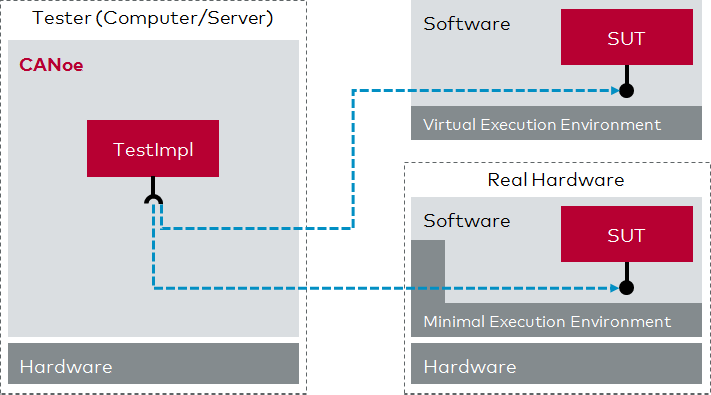 Tester (Computer/Server)
CANoe
TestImpl
Hardware
Software
SUT
Virtual Execution Environment
Real Hardware
Software
SUT
Minimal Execution Environment
Hardware